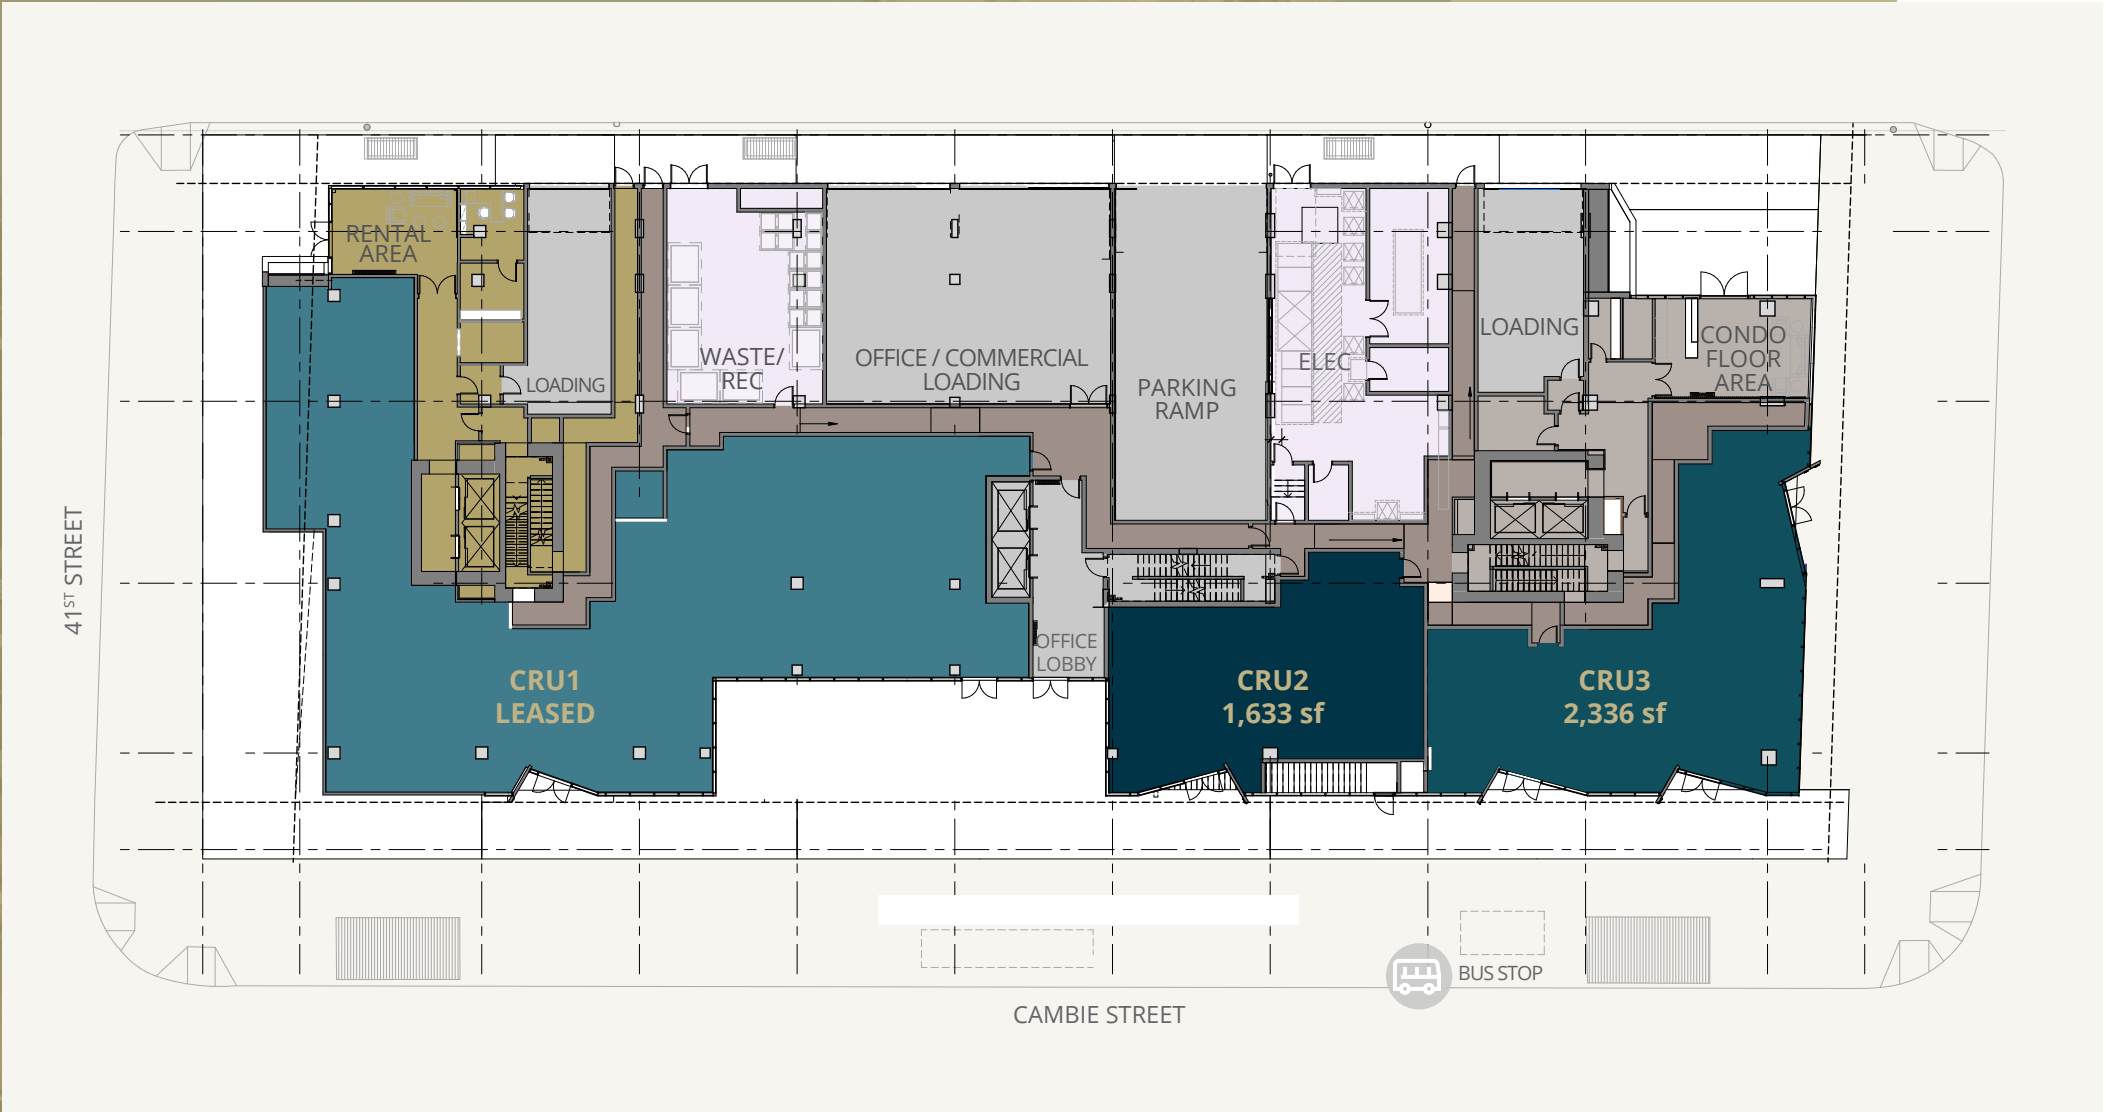 RENTAL
AREA
LOADING
WASTE/
REC
OFFICE / COMMERCIAL
LOADING
PARKING
RAMP
ELEC
LOADING
CONDO
FLOOR
AREA
OFFICE
LOBBY
CRU1
LEASED
CRU2
1,633 sf
CRU3
2,336 sf
41ST STREET
BUS STOP
CAMBIE STREET